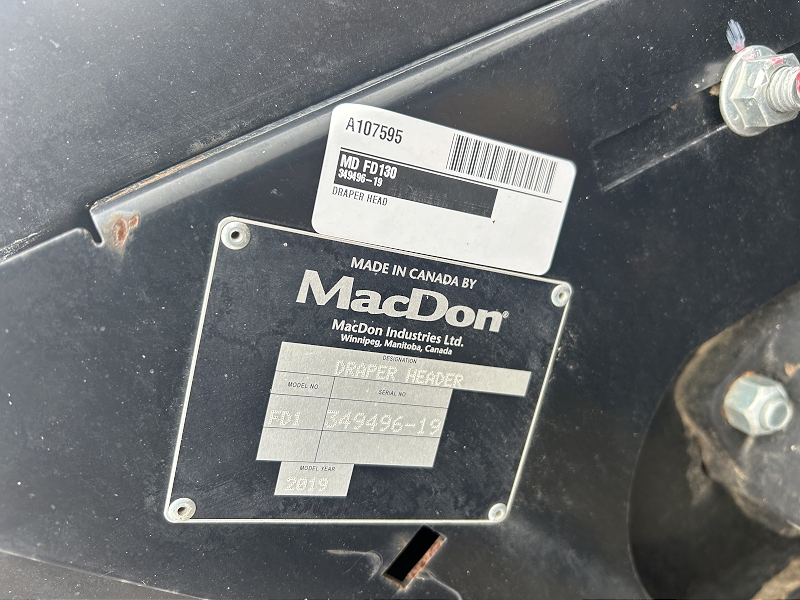 A107595
MD FD130
349496-19
DRAPER HEAD
MADE IN CANADA BY
MacDon®
MacDon Industries Ltd.
Winnipeg, Manitoba, Canada
DESIGNATION
DRAPER HEADER
MODEL NO SERIAL NO
FD1 349496-19
MODEL YEAR
2019